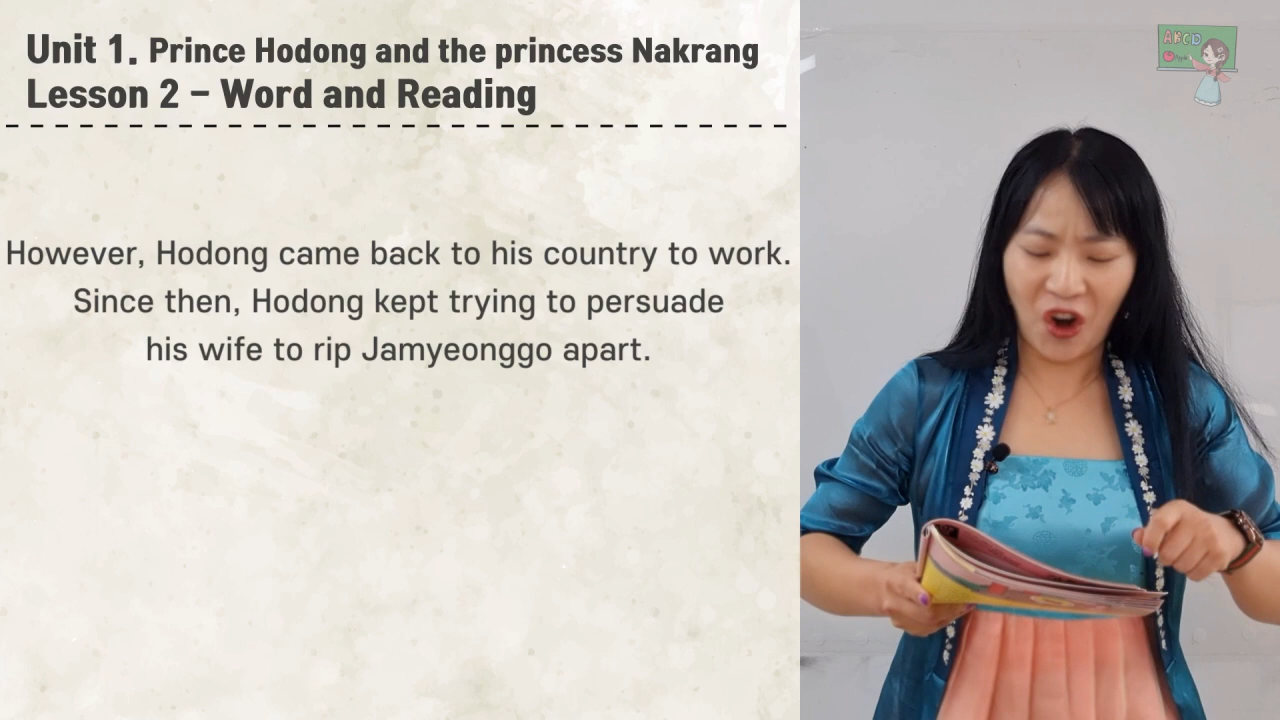 Unit 1. Prince Hodong and the princess Nakrang
Lesson 2 – Word and Reading
However, Hodong came back to his country to work.
Since then, Hodong kept trying to persuade
his wife to rip Jamyeonggo apart.
ABCD